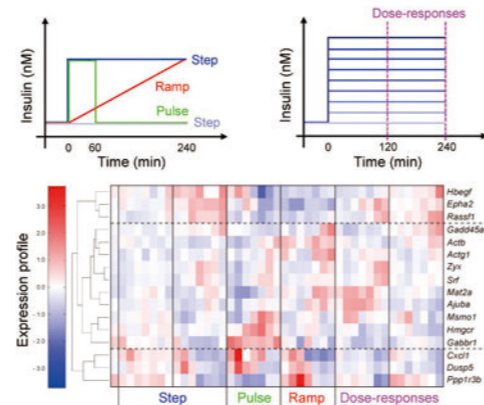 Insulin (nM)
Step
Ramp
Pulse
Step
0 60 240
Time (min)
Dose-responses
Insulin (nM)
0 120 240
Time (min)
Expression profile
3.0
2.0
1.0
0.0
-1.0
-2.0
-3.0
Hbegf
Epha2
Rassf1
Gadd45a
Actb
Actg1
Zyx
Srf
Mat2a
Ajuba
Msmo1
Hmgcr
Gabbr1
Cxcl1
Dusp5
Ppp1r3b
Step Pulse Ramp Dose-responses